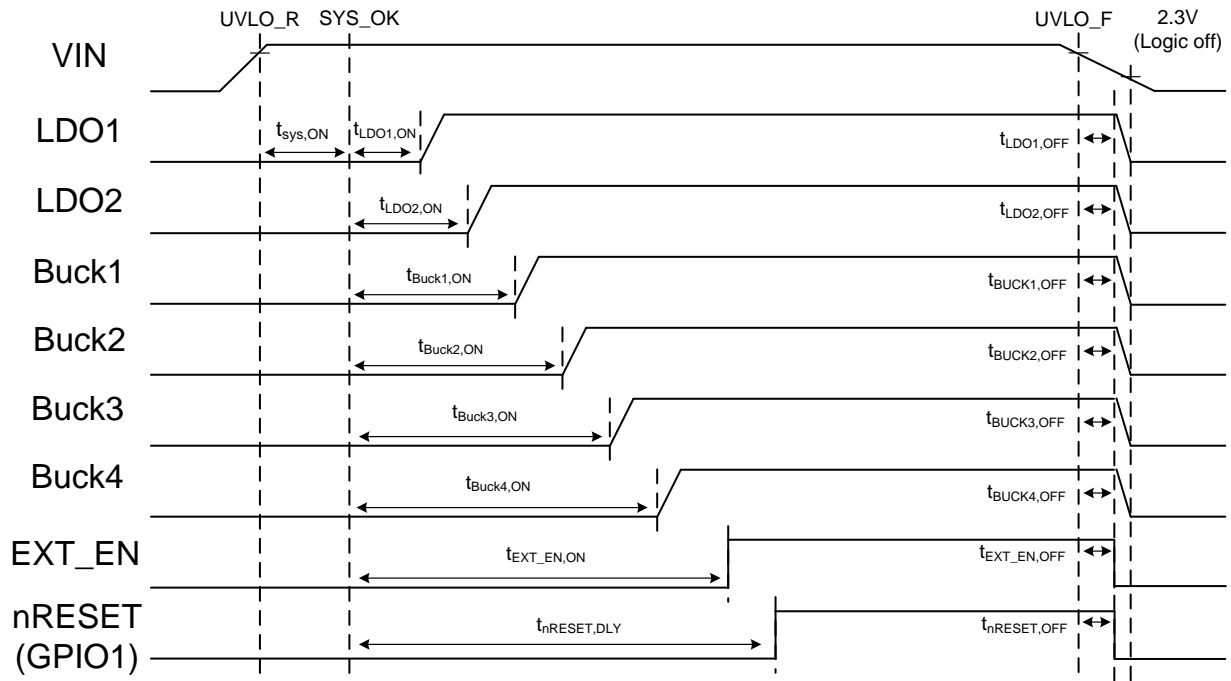 UVLO_R SYS_OK UVLO_F 2.3V
(Logic off)
VIN
LDO1 tsys,ON tLDO1,ON tLDO1,OFF
LDO2 tLDO2,ON tLDO2,OFF
Buck1 tBuck1,ON tBUCK1,OFF
Buck2 tBuck2,ON tBUCK2,OFF
Buck3 tBuck3,ON tBUCK3,OFF
Buck4 tBuck4,ON tBUCK4,OFF
EXT_EN tEXT_EN,ON tEXT_EN,OFF
nRESET tnRESET,DLY tnRESET,OFF
(GPIO1)